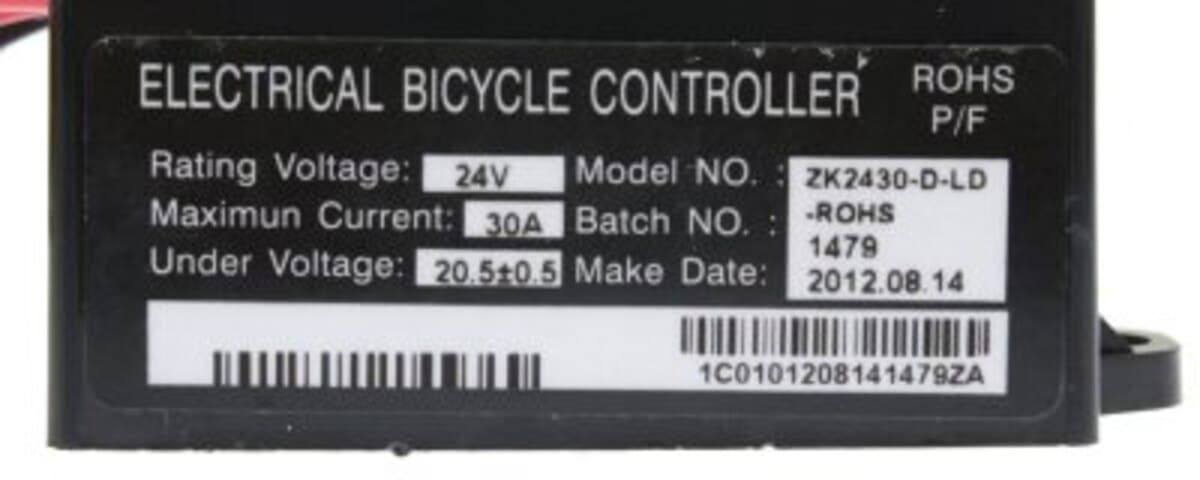 ELECTRICAL BICYCLE CONTROLLER
ROHS
P/F
Rating Voltage: 24V
Maximun Current: 30A
Under Voltage: 20.5±0.5
Model NO. : ZK2430-D-LD
-ROHS
Batch NO. : 1479
Make Date: 2012.08.14
1C0101208141479ZA